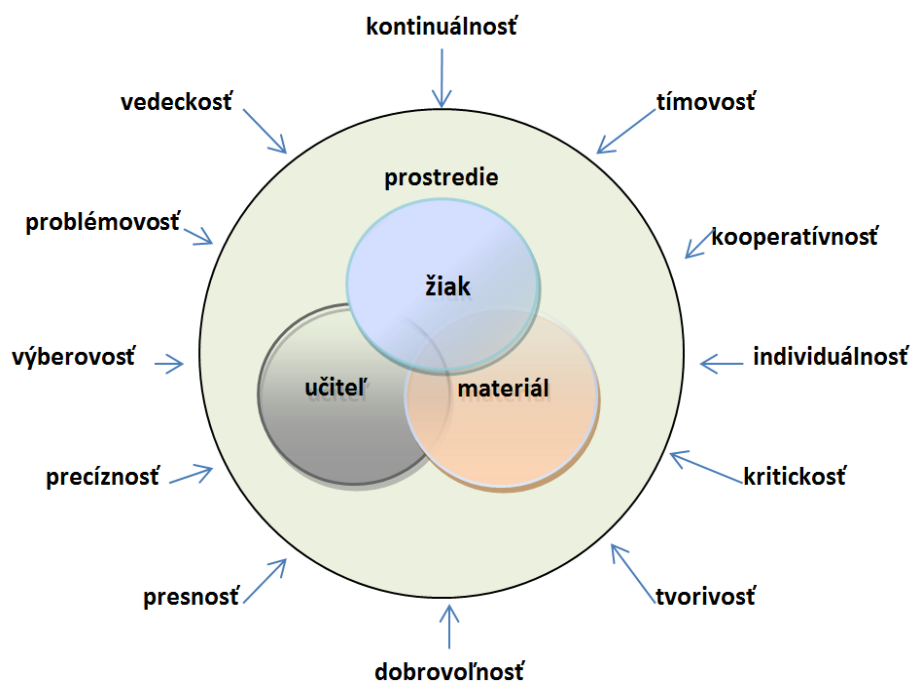 kontinuálnosť
vedeckosť
tímovosť
prostredie
problémovosť
kooperatívnosť
žiak
výberovosť
individuálnosť
učiteľ
materiál
precíznosť
kritickosť
presnosť
tvorivosť
dobrovoľnosť